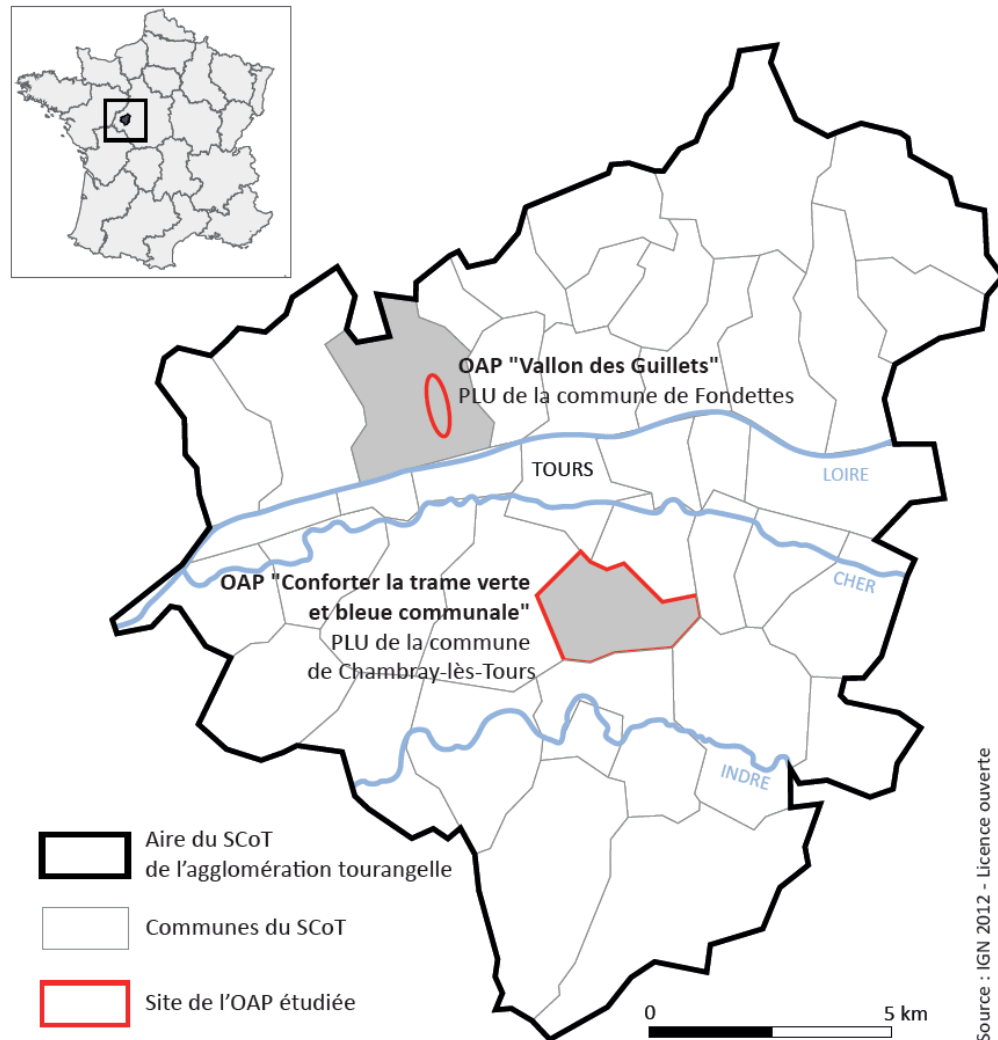 OAP "Vallon des Guillets"
PLU de la commune de Fondettes
TOURS
LOIRE
CHER
OAP "Conforter la trame verte
et bleue communale"
PLU de la commune
de Chambray-lès-Tours
INDRE
Aire du SCoT
de l'agglomération tourangelle
Communes du SCoT
Site de l'OAP étudiée
0
5 km
Source : IGN 2012 - Licence ouverte